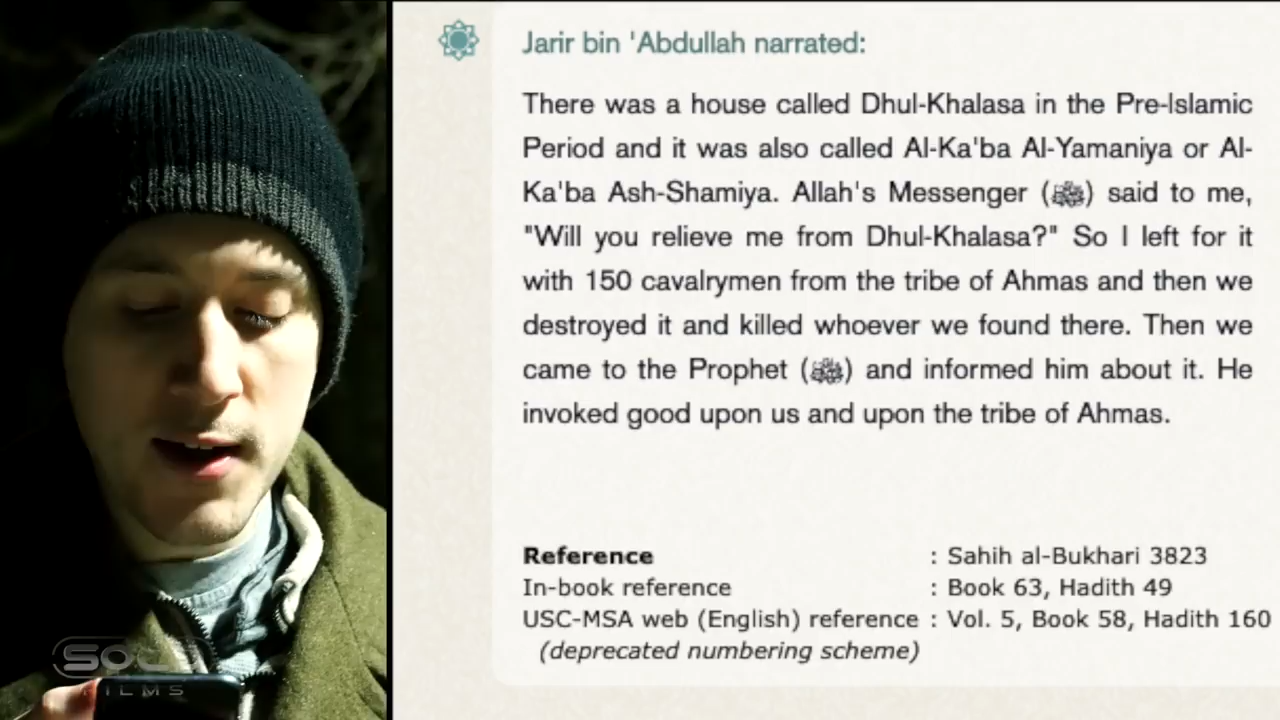 Jarir bin 'Abdullah narrated:
There was a house called Dhul-Khalasa in the Pre-Islamic
Period and it was also called Al-Ka'ba Al-Yamaniya or Al-
Ka'ba Ash-Shamiya. Allah's Messenger (ﷺ) said to me,
"Will you relieve me from Dhul-Khalasa?" So I left for it
with 150 cavalrymen from the tribe of Ahmas and then we
destroyed it and killed whoever we found there. Then we
came to the Prophet (ﷺ) and informed him about it. He
invoked good upon us and upon the tribe of Ahmas.
Reference : Sahih al-Bukhari 3823
In-book reference : Book 63, Hadith 49
USC-MSA web (English) reference : Vol. 5, Book 58, Hadith 160
(deprecated numbering scheme)